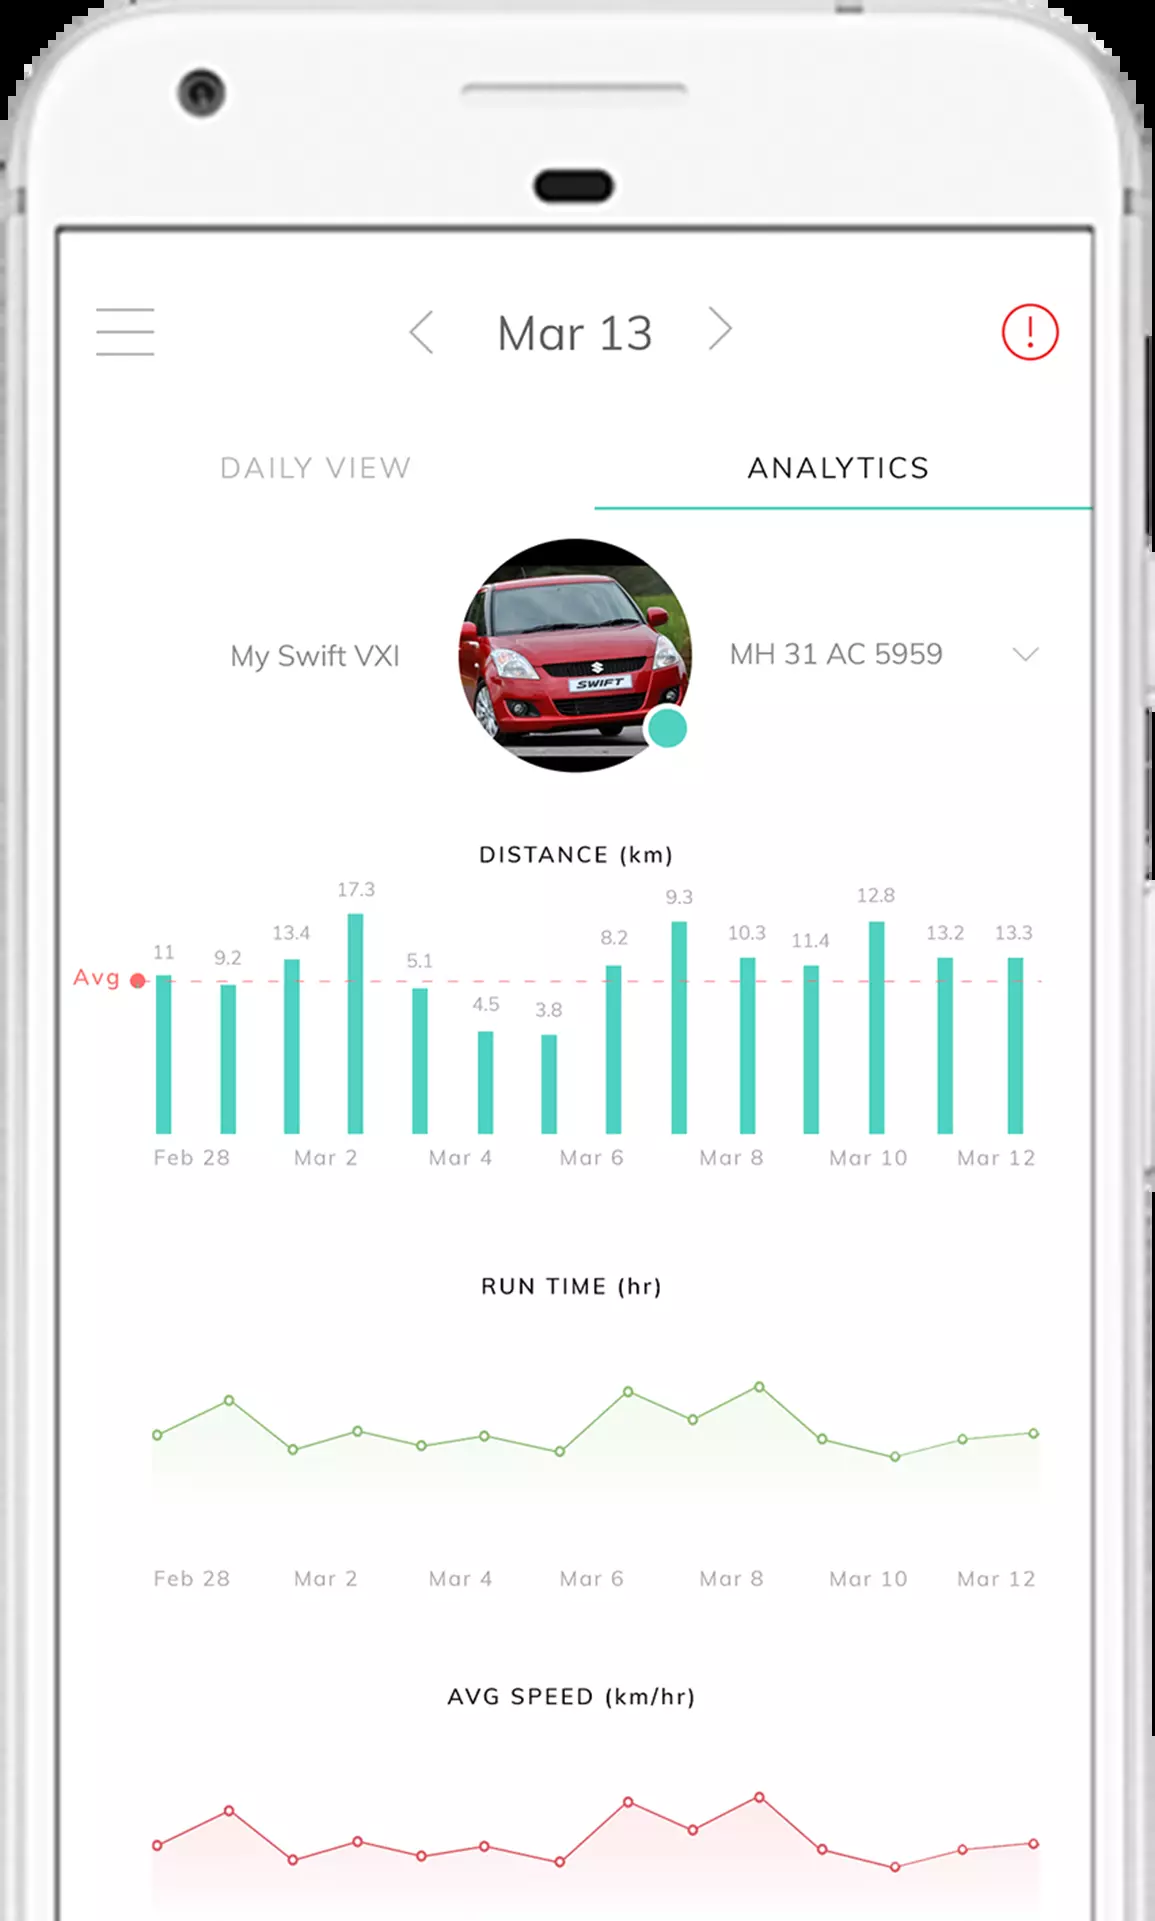 Mar 13
DAILY VIEW ANALYTICS
My Swift VXI
SWIFT
MH 31 AC 5959
DISTANCE (km)
11 9.2 13.4 17.3 5.1 4.5 3.8 8.2 9.3 10.3 11.4 12.8 13.2 13.3
Avg
Feb 28 Mar 2 Mar 4 Mar 6 Mar 8 Mar 10 Mar 12
RUN TIME (hr)
Feb 28 Mar 2 Mar 4 Mar 6 Mar 8 Mar 10 Mar 12
AVG SPEED (km/hr)